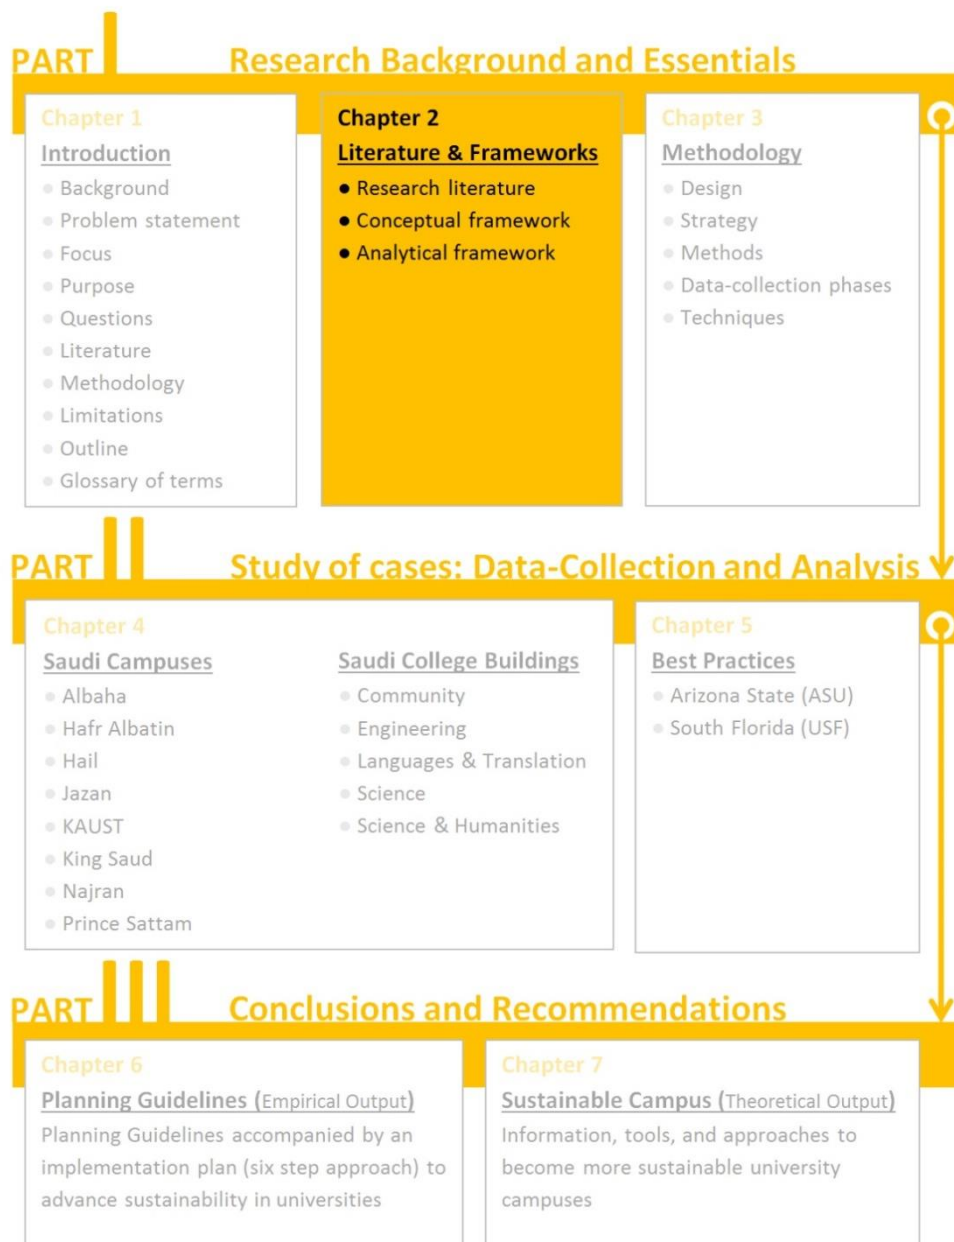 PART I Research Background and Essentials
Chapter 1
Introduction
● Background
● Problem statement
● Focus
● Purpose
● Questions
● Literature
● Methodology
● Limitations
● Outline
● Glossary of terms
Chapter 2
Literature & Frameworks
● Research literature
● Conceptual framework
● Analytical framework
Chapter 3
Methodology
● Design
● Strategy
● Methods
● Data-collection phases
● Techniques
PART II Study of cases: Data-Collection and Analysis
Chapter 4
Saudi Campuses
● Albaha
● Hafr Albatin
● Hail
● Jazan
● KAUST
● King Saud
● Najran
● Prince Sattam
Saudi College Buildings
● Community
● Engineering
● Languages & Translation
● Science
● Science & Humanities
Chapter 5
Best Practices
● Arizona State (ASU)
● South Florida (USF)
PART III Conclusions and Recommendations
Chapter 6
Planning Guidelines (Empirical Output)
Planning Guidelines accompanied by an
implementation plan (six step approach) to
advance sustainability in universities
Chapter 7
Sustainable Campus (Theoretical Output)
Information, tools, and approaches to
become more sustainable university
campuses